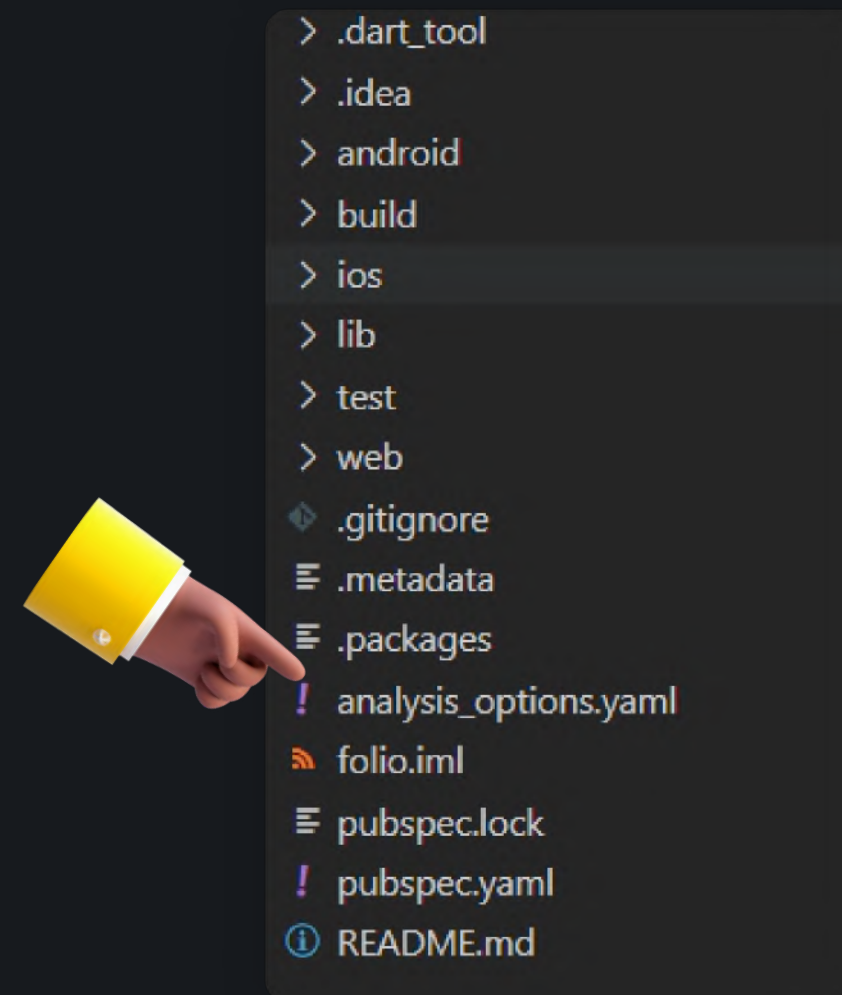 .dart_tool
.idea
android
build
ios
lib
test
web
.gitignore
.metadata
.packages
analysis_options.yaml
folio.iml
pubspec.lock
pubspec.yaml
README.md